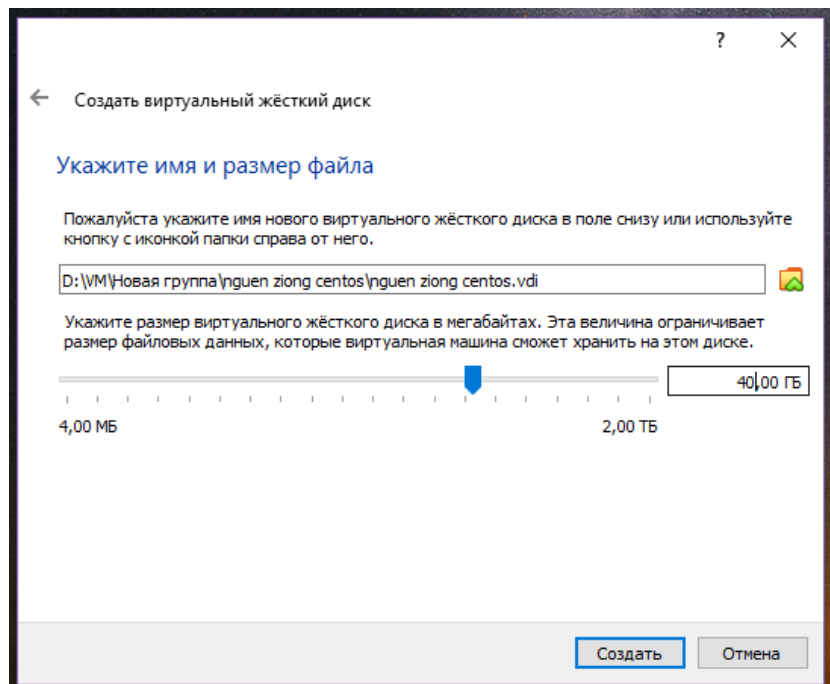 ?
Создать виртуальный жёсткий диск
Укажите имя и размер файла
Пожалуйста укажите имя нового виртуального жёсткого диска в поле снизу или используйте
кнопку с иконкой папки справа от него.
D:\VM\Новая группа\nguen ziong centos\nguen ziong centos.vdi
Укажите размер виртуального жёсткого диска в мегабайтах. Эта величина ограничивает
размер файловых данных, которые виртуальная машина сможет хранить на этом диске.
40,00 ГБ
4,00 МБ 2,00 ТБ
Создать Отмена